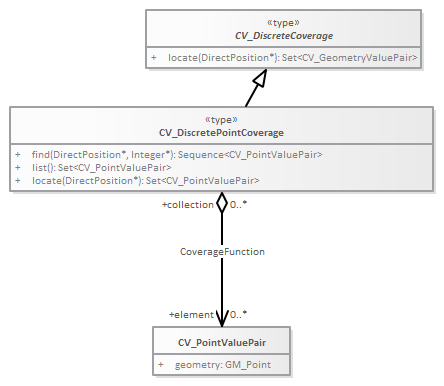 «type»
CV_DiscreteCoverage
+ locate(DirectPosition*): Set<CV_GeometryValuePair>
«type»
CV_DiscretePointCoverage
+ find(DirectPosition*, Integer*): Sequence<CV_PointValuePair>
+ list(): Set<CV_PointValuePair>
+ locate(DirectPosition*): Set<CV_PointValuePair>
+collection 0..*
CoverageFunction
+element 0..*
CV_PointValuePair
+ geometry: GM_Point